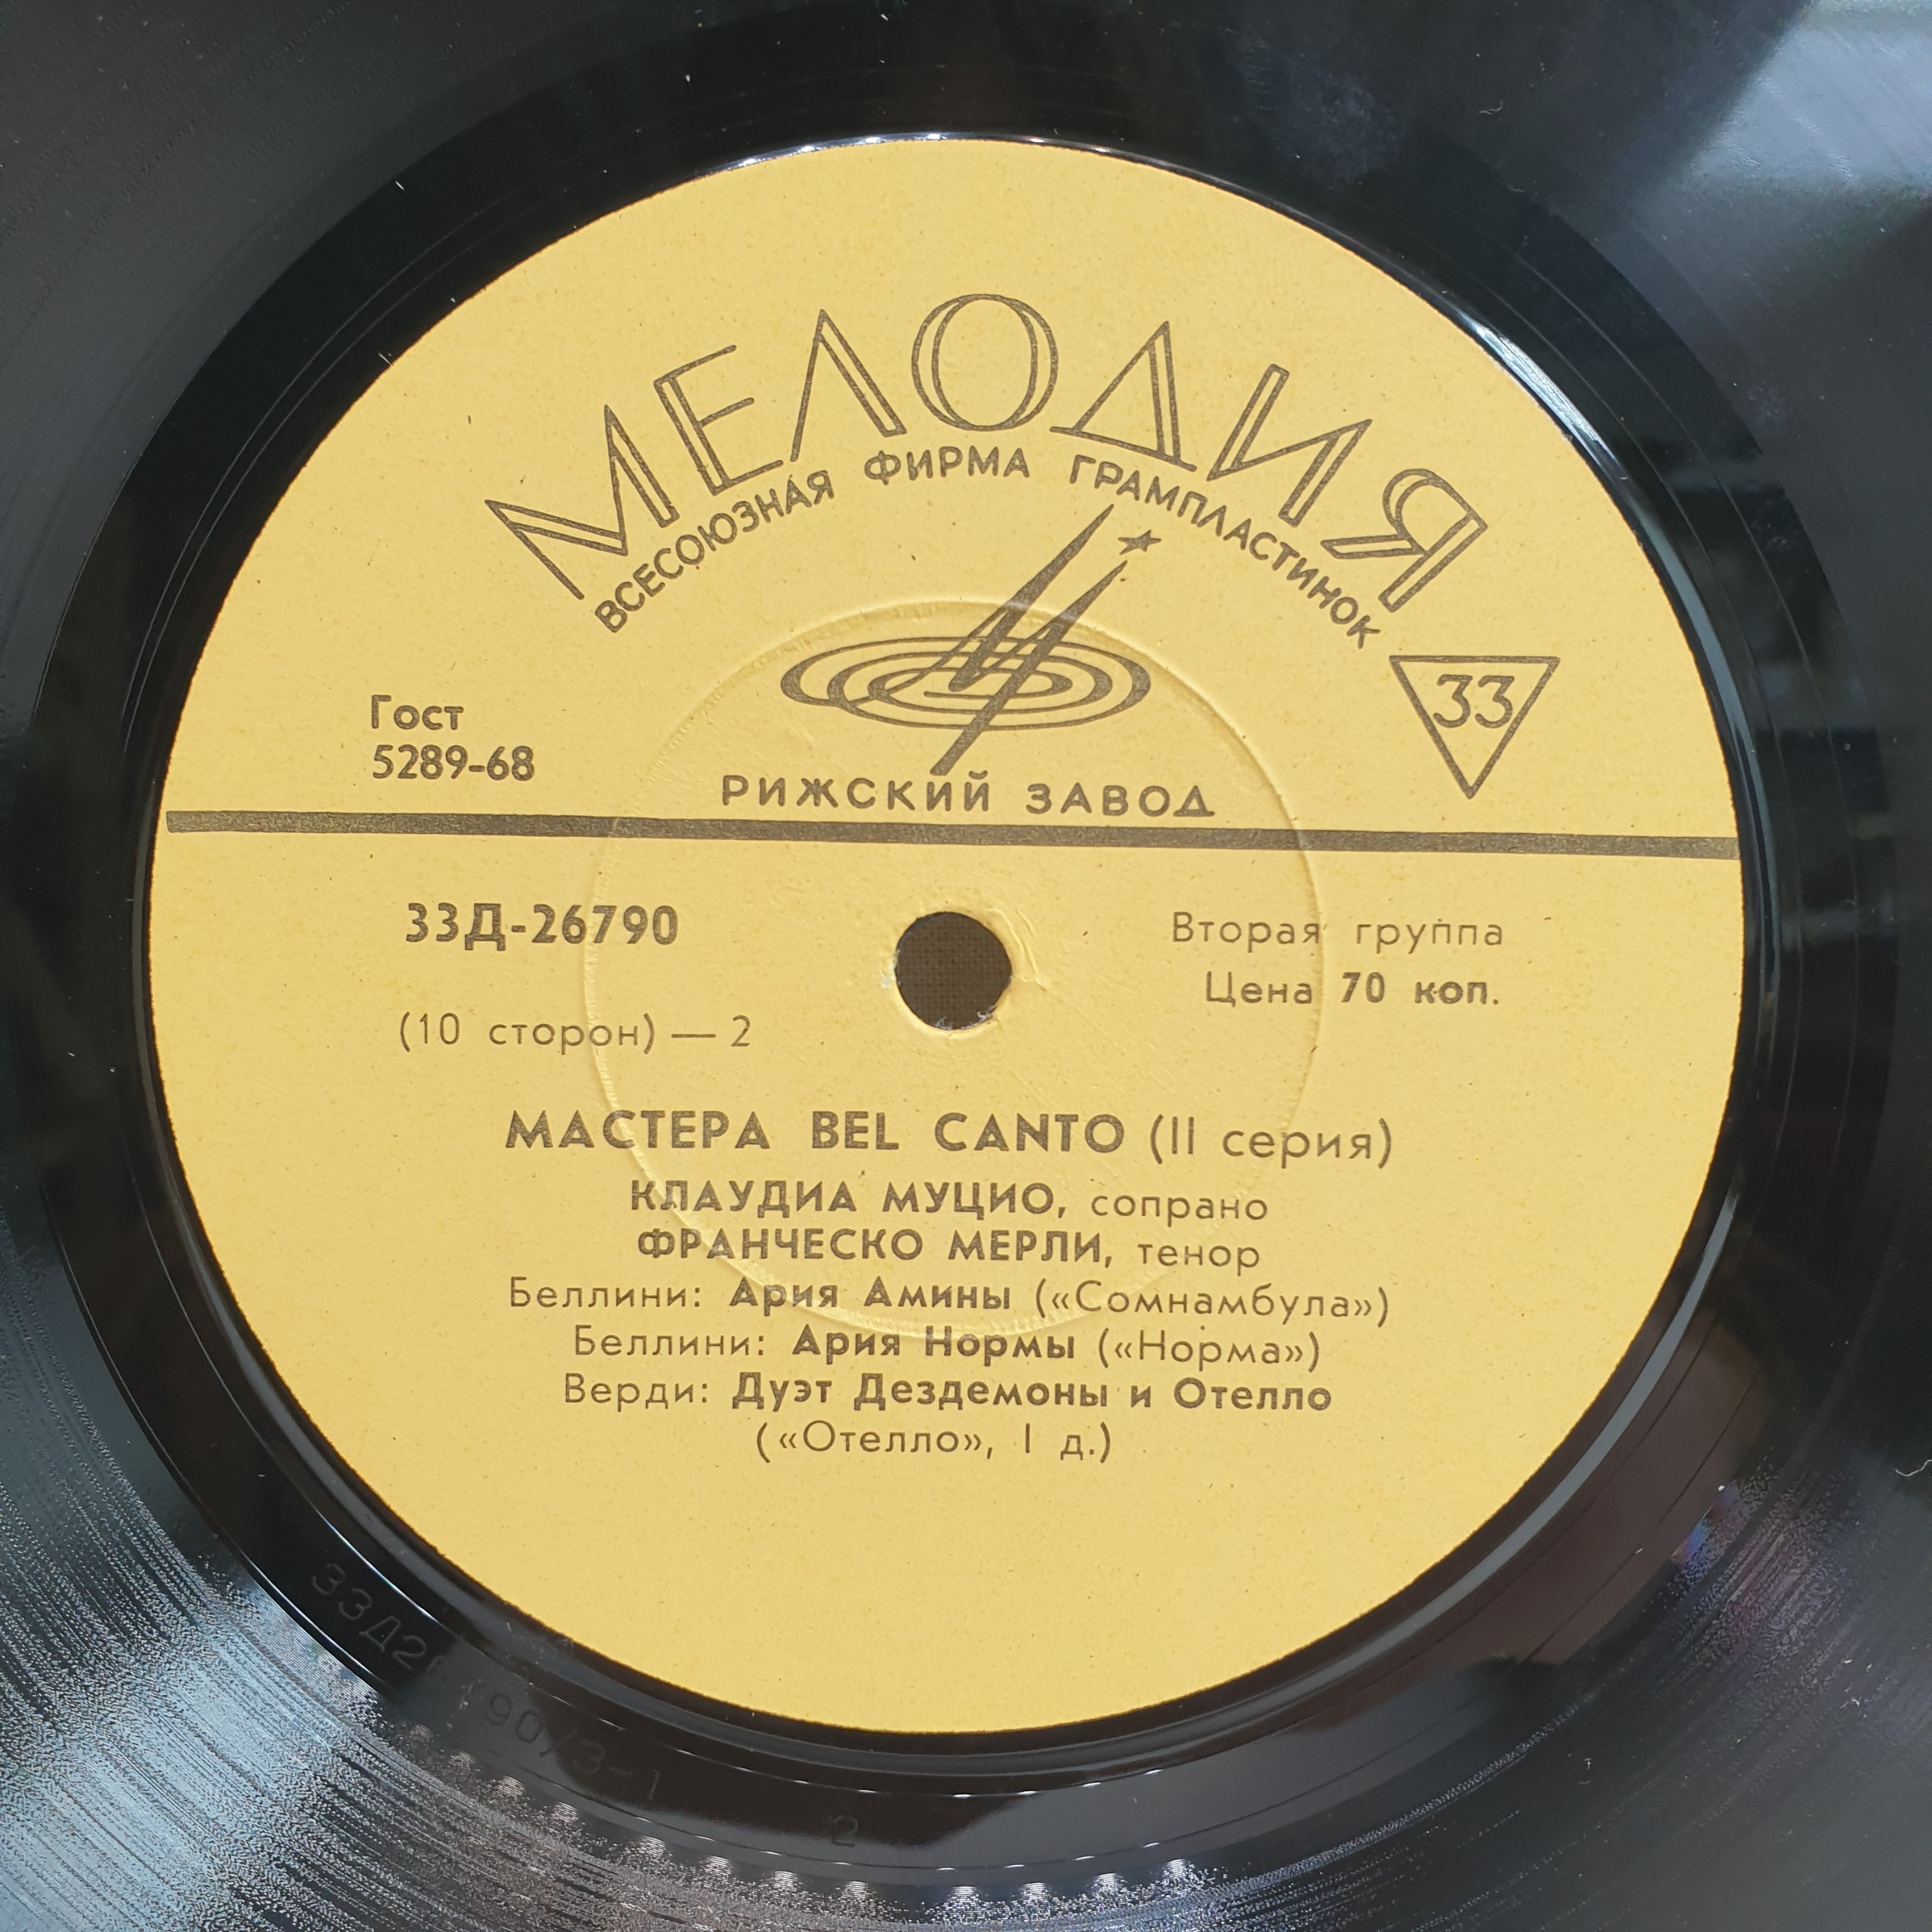 МЕЛОДИЯ
ВСЕСОЮЗНАЯ ФИРМА ГРАМПЛАСТИНОК
33
Гост
5289-68
РИЖСКИЙ ЗАВОД
33Д-26790
Вторая группа
Цена 70 коп.
(10 сторон) — 2
МАСТЕРА BEL CANTO (II серия)
КЛАУДИА МУЦИО, сопрано
ФРАНЧЕСКО МЕРЛИ, тенор
Беллини: Ария Амины («Сомнамбула»)
Беллини: Ария Нормы («Норма»)
Верди: Дуэт Дездемоны и Отелло
(«Отелло», I д.)
2